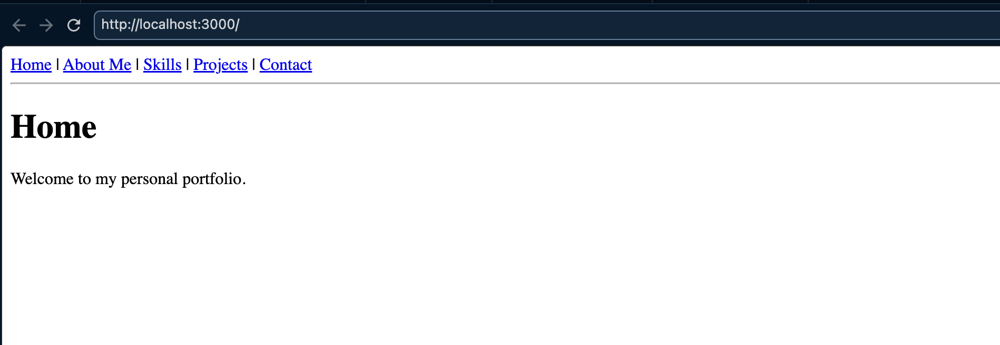 http://localhost:3000/
Home | About Me | Skills | Projects | Contact
Home
Welcome to my personal portfolio.